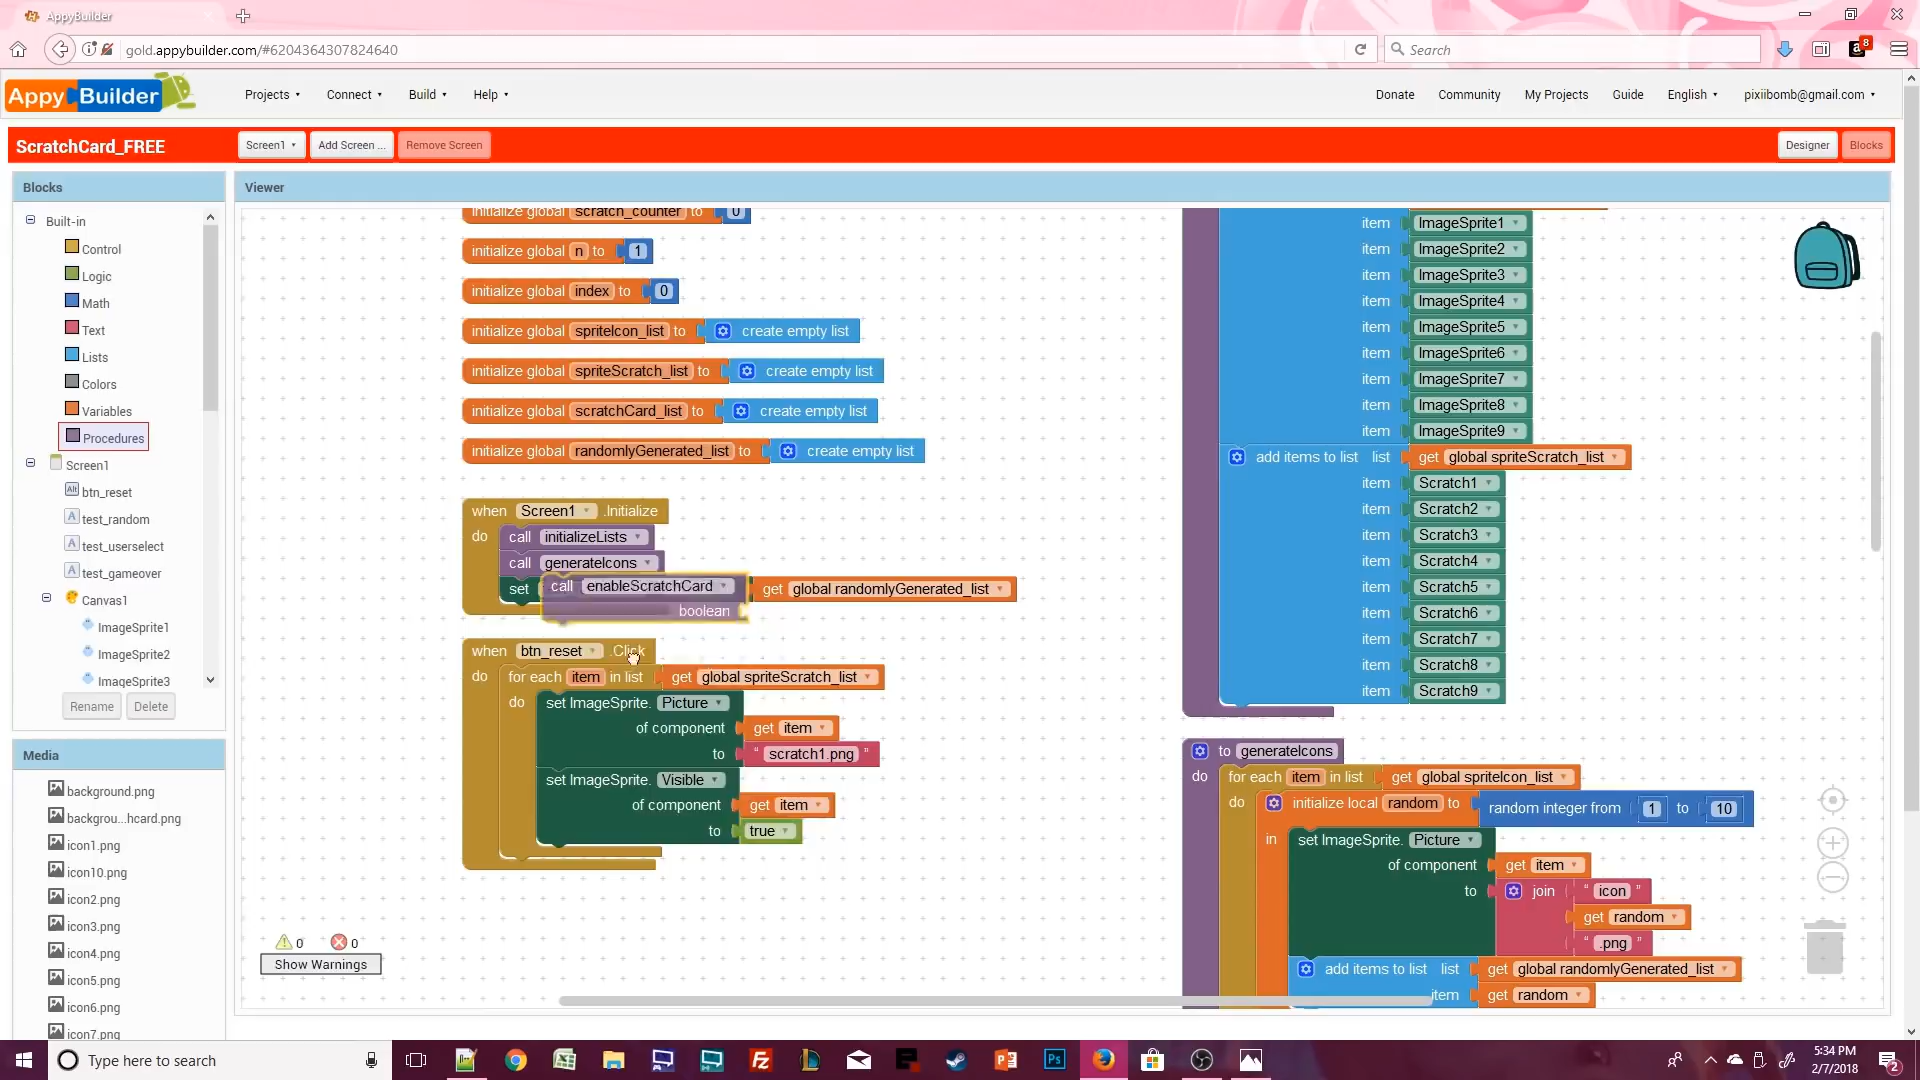 AppyBuilder
gold.appybuilder.com/#6204364307824640
Search
8
Appy Builder
Projects
Connect
Build
Help
Donate
Community
My Projects
Guide
English
pixiibomb@gmail.com
ScratchCard_FREE
Screen1
Add Screen ...
Remove Screen
Designer
Blocks
Blocks
Built-in
Control
Logic
Math
Text
Lists
Colors
Variables
Procedures
Screen1
btn_reset
test_random
test_userselect
test_gameover
Canvas1
ImageSprite1
ImageSprite2
ImageSprite3
Rename
Delete
Media
background.png
backgrou...hcard.png
icon1.png
icon10.png
icon2.png
icon3.png
icon4.png
icon5.png
icon6.png
icon7.png
Viewer
initialize global scratch_counter to 0
initialize global n to 1
initialize global index to 0
initialize global spriteIcon_list to create empty list
initialize global spriteScratch_list to create empty list
initialize global scratchCard_list to create empty list
initialize global randomlyGenerated_list to create empty list
when Screen1 .Initialize
do call initializeLists
call generateIcons
set call enableScratchCard get global randomlyGenerated_list
boolean
when btn_reset .Click
do for each item in list get global spriteScratch_list
do set ImageSprite. Picture
of component get item
to " scratch1.png "
set ImageSprite. Visible
of component get item
to true
0 0
Show Warnings
item ImageSprite1
item ImageSprite2
item ImageSprite3
item ImageSprite4
item ImageSprite5
item ImageSprite6
item ImageSprite7
item ImageSprite8
item ImageSprite9
add items to list list get global spriteScratch_list
item Scratch1
item Scratch2
item Scratch3
item Scratch4
item Scratch5
item Scratch6
item Scratch7
item Scratch8
item Scratch9
to generateIcons
do for each item in list get global spriteIcon_list
do initialize local random to random integer from 1 to 10
in set ImageSprite. Picture
of component get item
to join " icon "
get random
" .png "
add items to list list get global randomlyGenerated_list
item get random
Type here to search
5:34 PM
2/7/2018
2